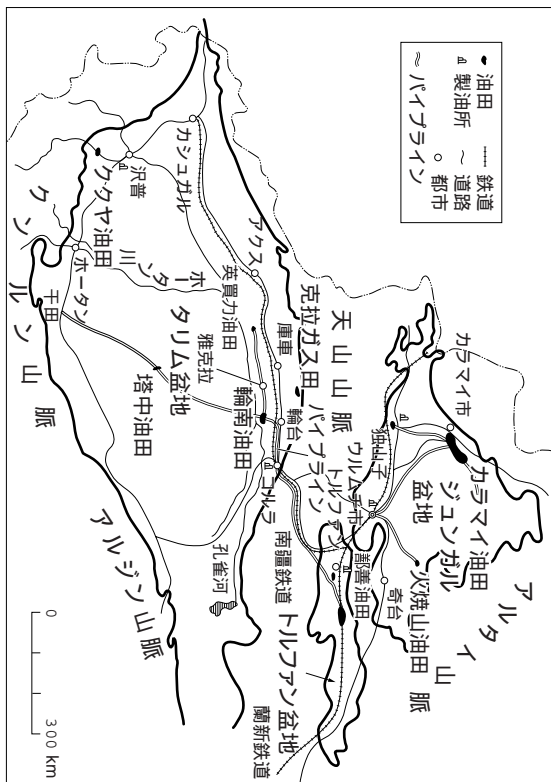 油田
製油所
パイプライン
鉄道
道路
都市
アルタイ山脈
カラマイ市
カラマイ油田
ジュンガル盆地
火焼山油田
奇台
独山子
ウルムチ市
天山山脈
トルファン
パイプライン
鄯善油田
トルファン盆地
南疆鉄道
蘭新鉄道
克拉ガス田
庫車
輪台
アクス
コルラ
英買力油田
雅克拉
輪南油田
孔雀河
カシュガル
タリム盆地
塔中油田
ホータン川
沢普
ククヤ油田
ホータン
于田
クンルン山脈
アルジン山脈
0
300 km